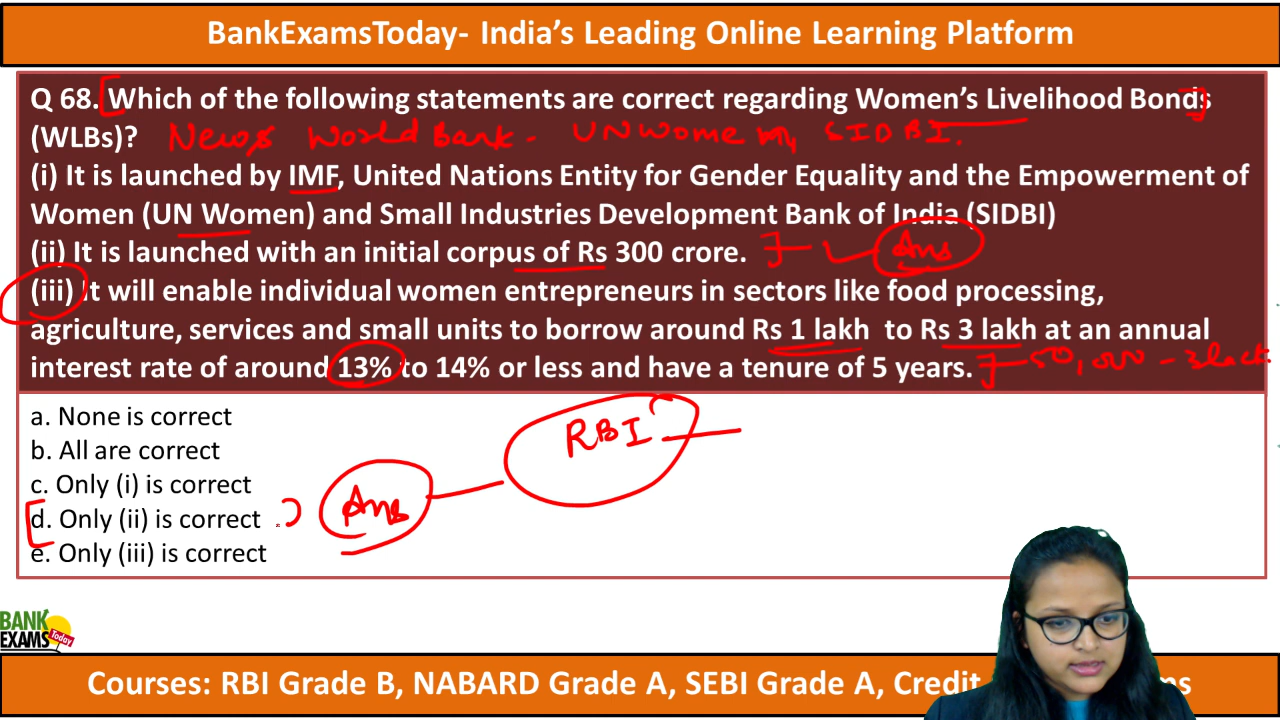 BankExamsToday- India's Leading Online Learning Platform
Q 68. Which of the following statements are correct regarding Women's Livelihood Bonds
(WLBs)? News World Bank - UN Women SIDBI.
(i) It is launched by IMF, United Nations Entity for Gender Equality and the Empowerment of
Women (UN Women) and Small Industries Development Bank of India (SIDBI)
(ii) It is launched with an initial corpus of Rs 300 crore. Ans
(iii) It will enable individual women entrepreneurs in sectors like food processing,
agriculture, services and small units to borrow around Rs 1 lakh to Rs 3 lakh at an annual
interest rate of around 13% to 14% or less and have a tenure of 5 years. 50,000 - 3 lack
a. None is correct
b. All are correct
RBI
c. Only (i) is correct
d. Only (ii) is correct Ans
e. Only (iii) is correct
BANK
EXAMS Today
Courses: RBI Grade B, NABARD Grade A, SEBI Grade A, Credit